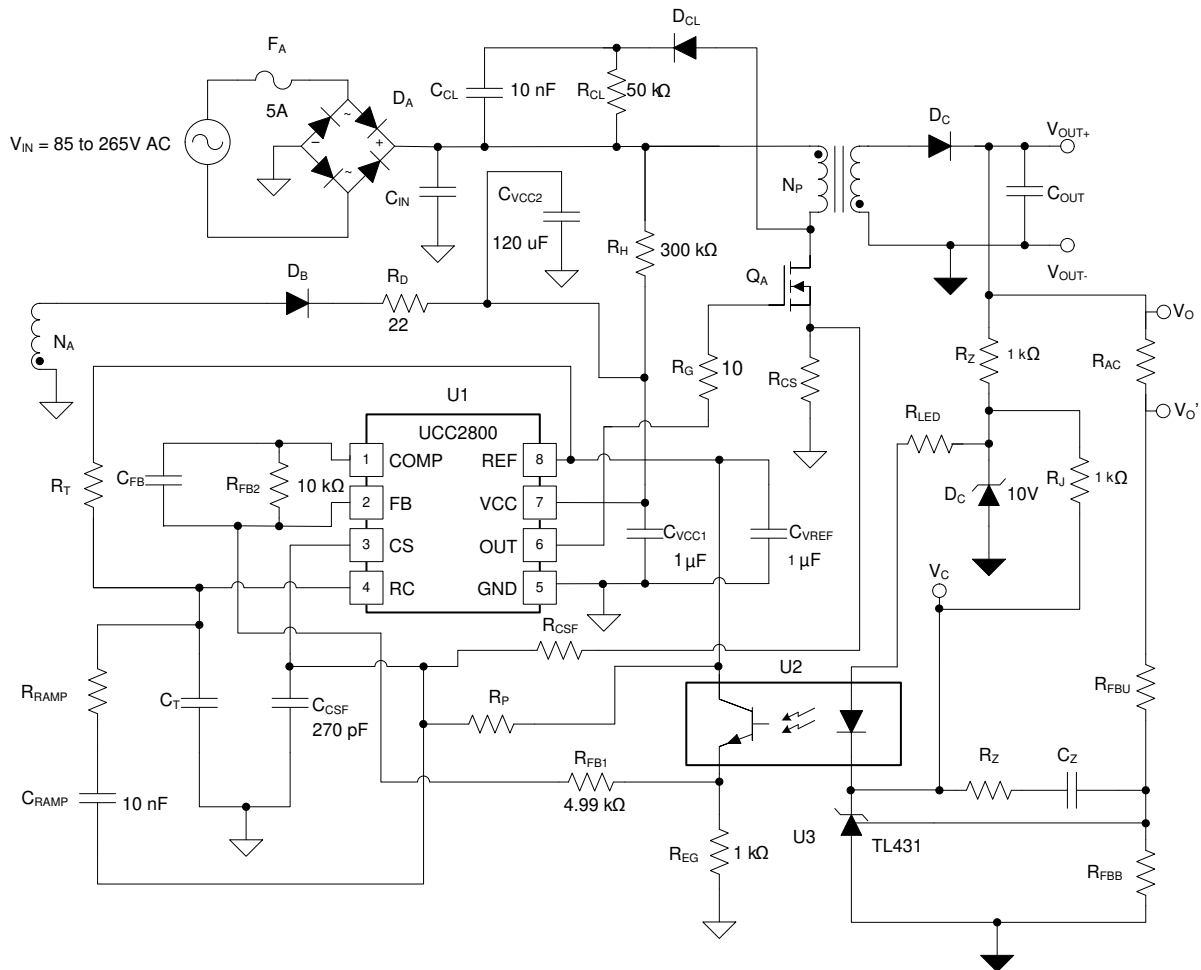 D_CL
F_A
5A
D_A
C_CL
10 nF
R_CL
50 kΩ
D_C
V_OUT+
V_IN = 85 to 265V AC
~
~
−
+
C_IN
C_VCC2
120 uF
N_P
C_OUT
R_H
300 kΩ
V_OUT-
D_B
R_D
22
Q_A
V_O
N_A
R_G
10
R_CS
R_Z
1 kΩ
R_AC
U1
R_LED
V_O'
UCC2800
1
COMP
REF
8
C_FB
R_FB2
10 kΩ
R_T
2
FB
VCC
7
D_C
10V
R_J
1 kΩ
3
CS
OUT
6
C_VCC1
1 µF
C_VREF
1 µF
4
RC
GND
5
V_C
R_CSF
U2
R_RAMP
C_T
C_CSF
270 pF
R_P
R_FBU
R_FB1
4.99 kΩ
R_Z
C_Z
C_RAMP
10 nF
U3
TL431
R_EG
1 kΩ
R_FBB